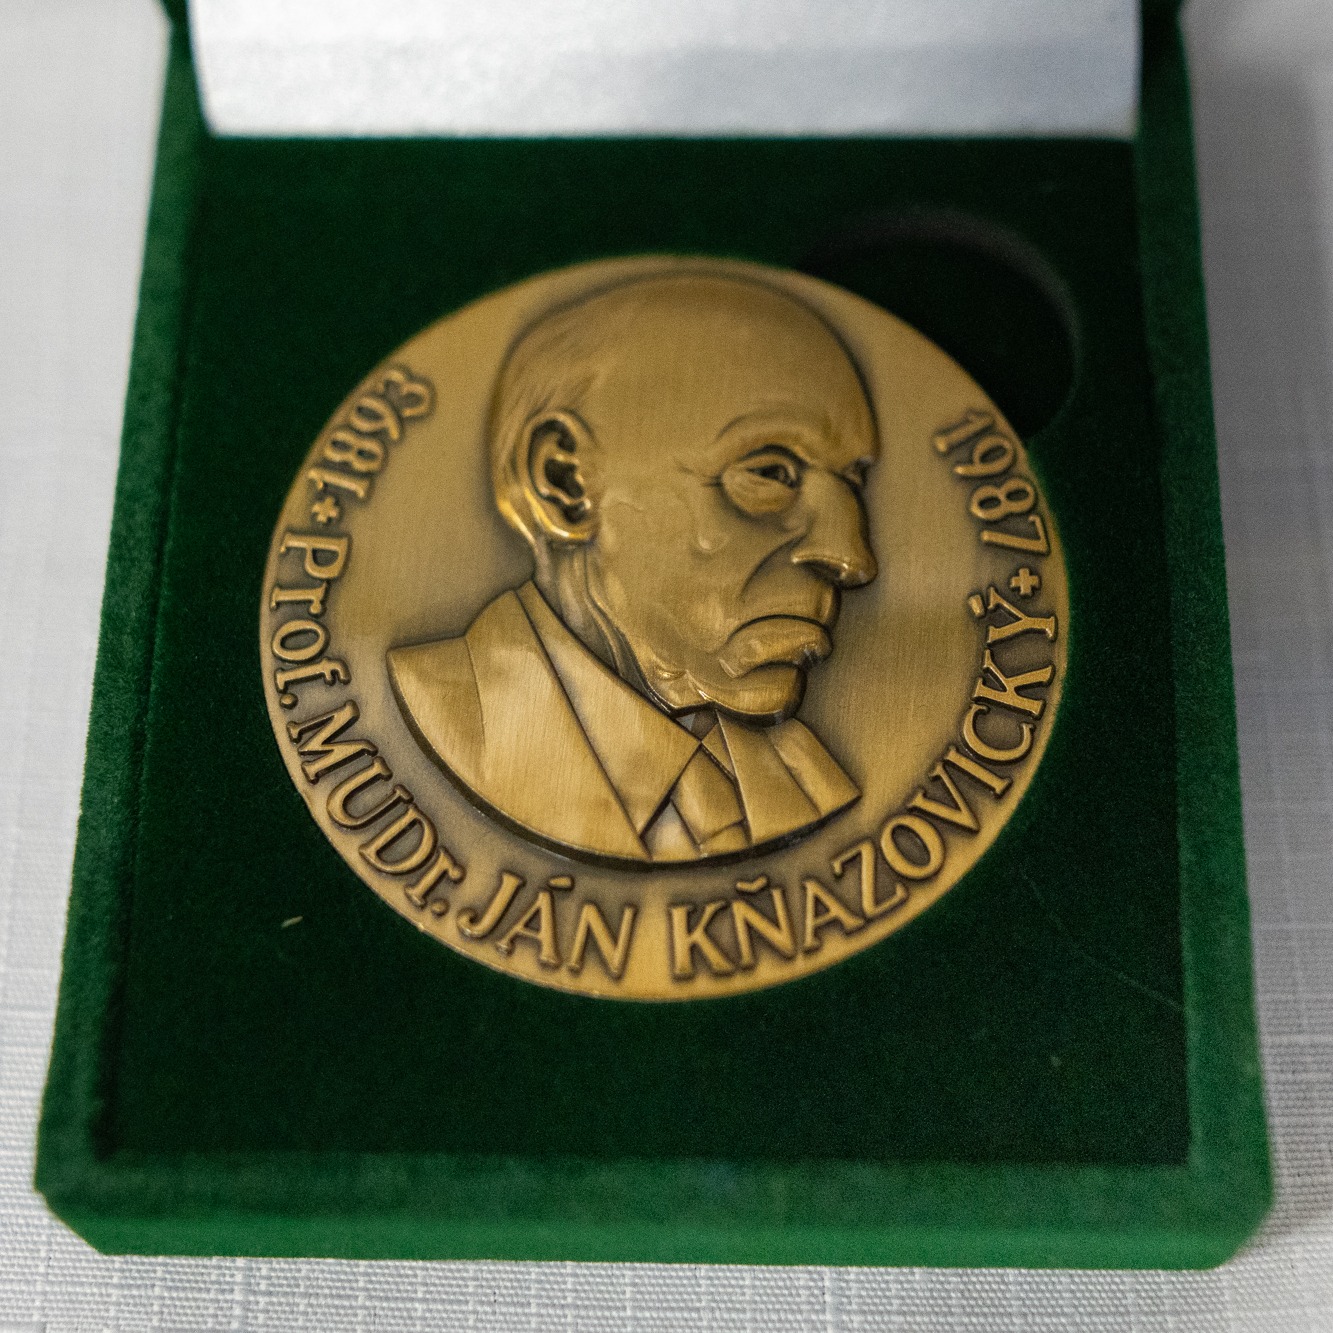 1893 + Prof. MUDr. JÁN KŇAZOVICKÝ + 1987